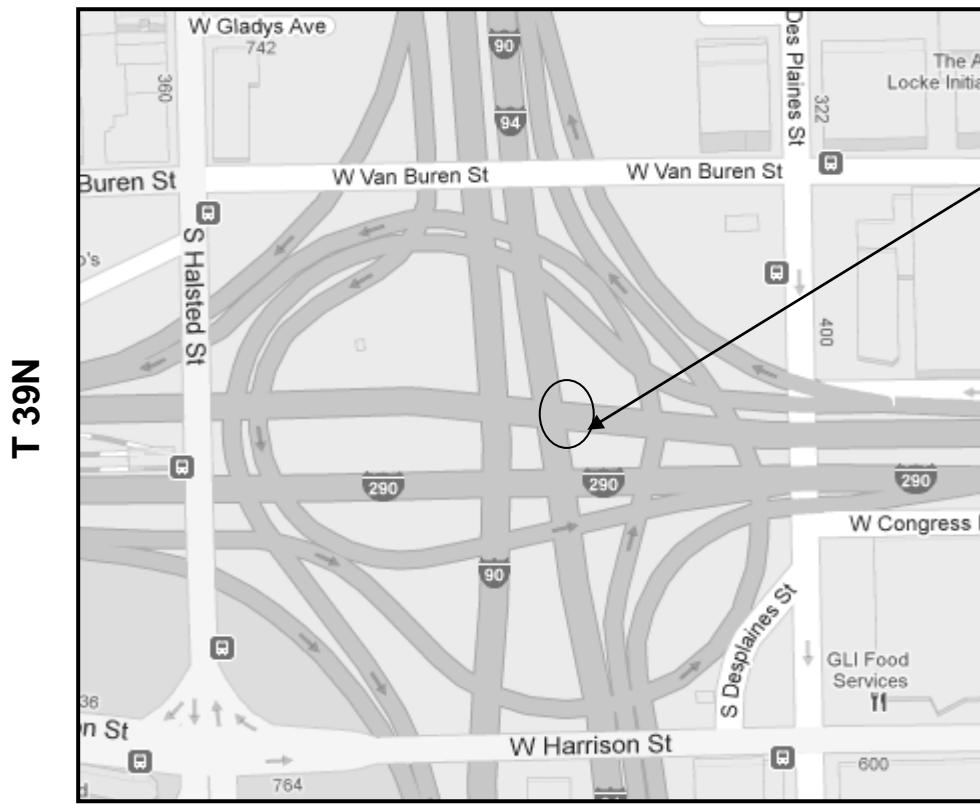 W Gladys Ave
742
360
90
94
Des Plaines St
322
The A
Locke Initia
Buren St
W Van Buren St
W Van Buren St
o's
S Halsted St
400
T 39N
290
290
290
W Congress
90
S Desplaines St
GLI Food
Services
36
n St
W Harrison St
764
600